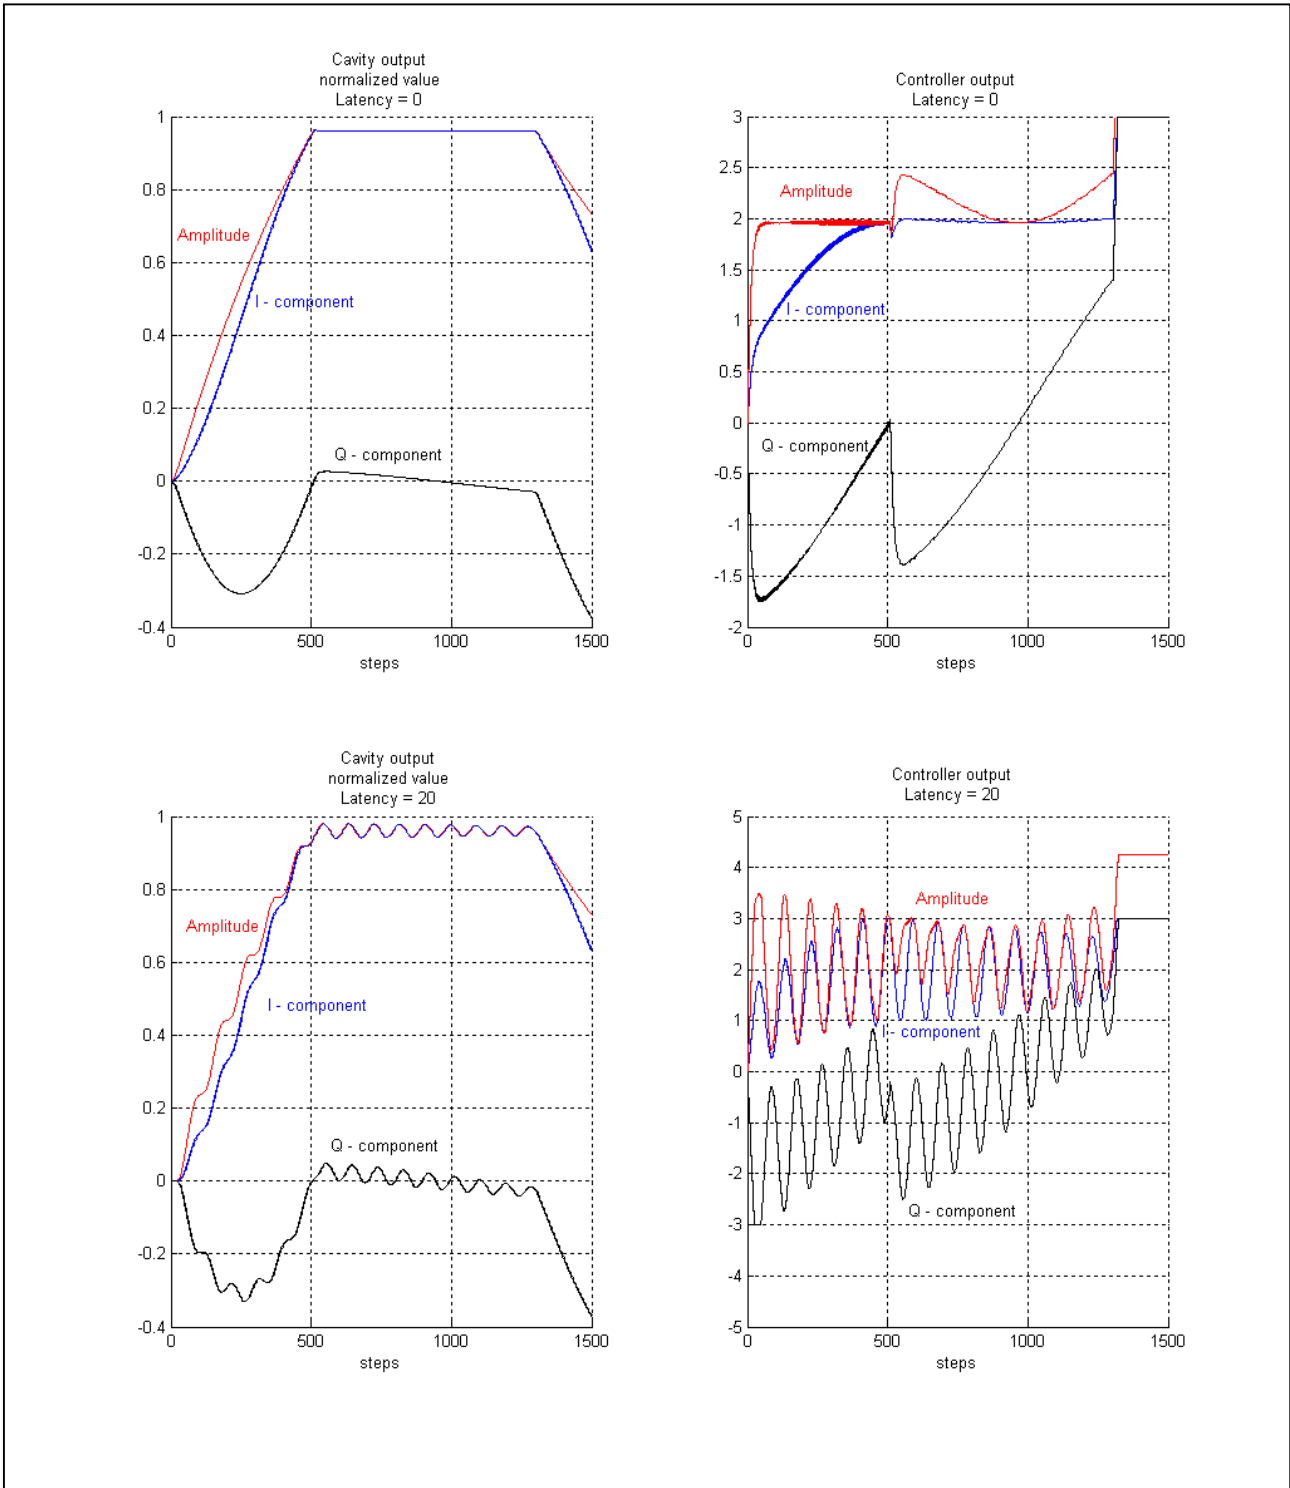 Cavity output
normalized value
Latency = 0
1
0.8
0.6
0.4
0.2
0
-0.2
-0.4
0
500
1000
1500
steps
Amplitude
I - component
Q - component
Controller output
Latency = 0
3
2.5
2
1.5
1
0.5
0
-0.5
-1
-1.5
-2
0
500
1000
1500
steps
Amplitude
I - component
Q - component
Cavity output
normalized value
Latency = 20
1
0.8
0.6
0.4
0.2
0
-0.2
-0.4
0
500
1000
1500
steps
Amplitude
I - component
Q - component
Controller output
Latency = 20
5
4
3
2
1
0
-1
-2
-3
-4
-5
0
500
1000
1500
steps
Amplitude
I - component
Q - component